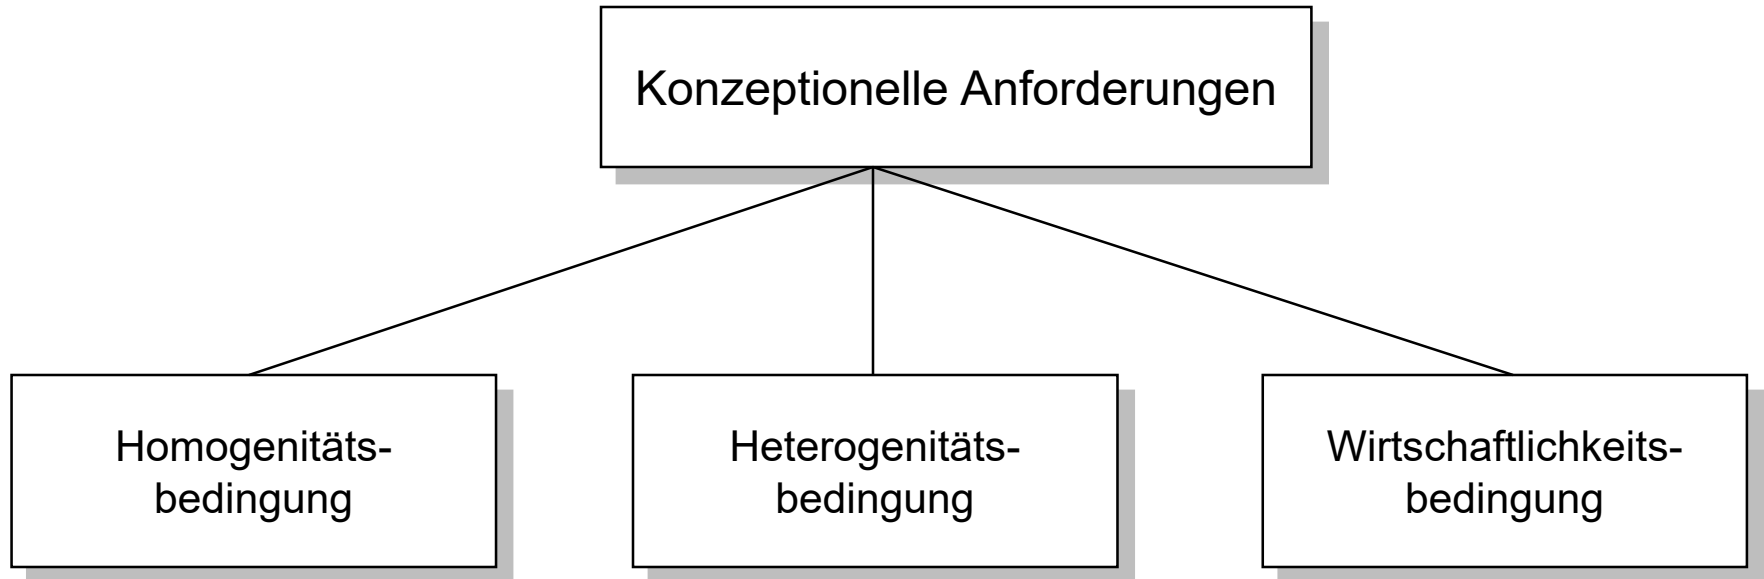 Konzeptionelle Anforderungen
Homogenitäts-
bedingung
Heterogenitäts-
bedingung
Wirtschaftlichkeits-
bedingung